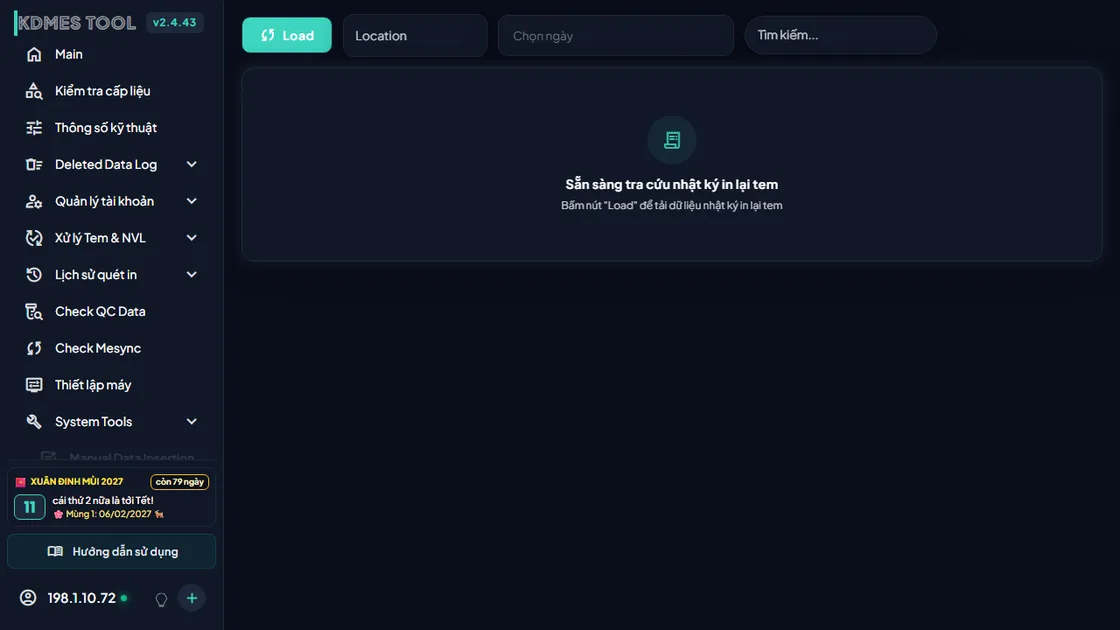 KDMES TOOL v2.4.43
Main
Kiểm tra cấp liệu
Thông số kỹ thuật
Deleted Data Log
Quản lý tài khoản
Xử lý Tem & NVL
Lịch sử quét in
Check QC Data
Check Mesync
Thiết lập máy
System Tools
Manual Data Insertion
XUÂN ĐINH MÙI 2027 còn 79 ngày
11 cái thứ 2 nữa là tới Tết!
Mùng 1: 06/02/2027
Hướng dẫn sử dụng
198.1.10.72
Load Location Chọn ngày Tìm kiếm...
Sẵn sàng tra cứu nhật ký in lại tem
Bấm nút "Load" để tải dữ liệu nhật ký in lại tem